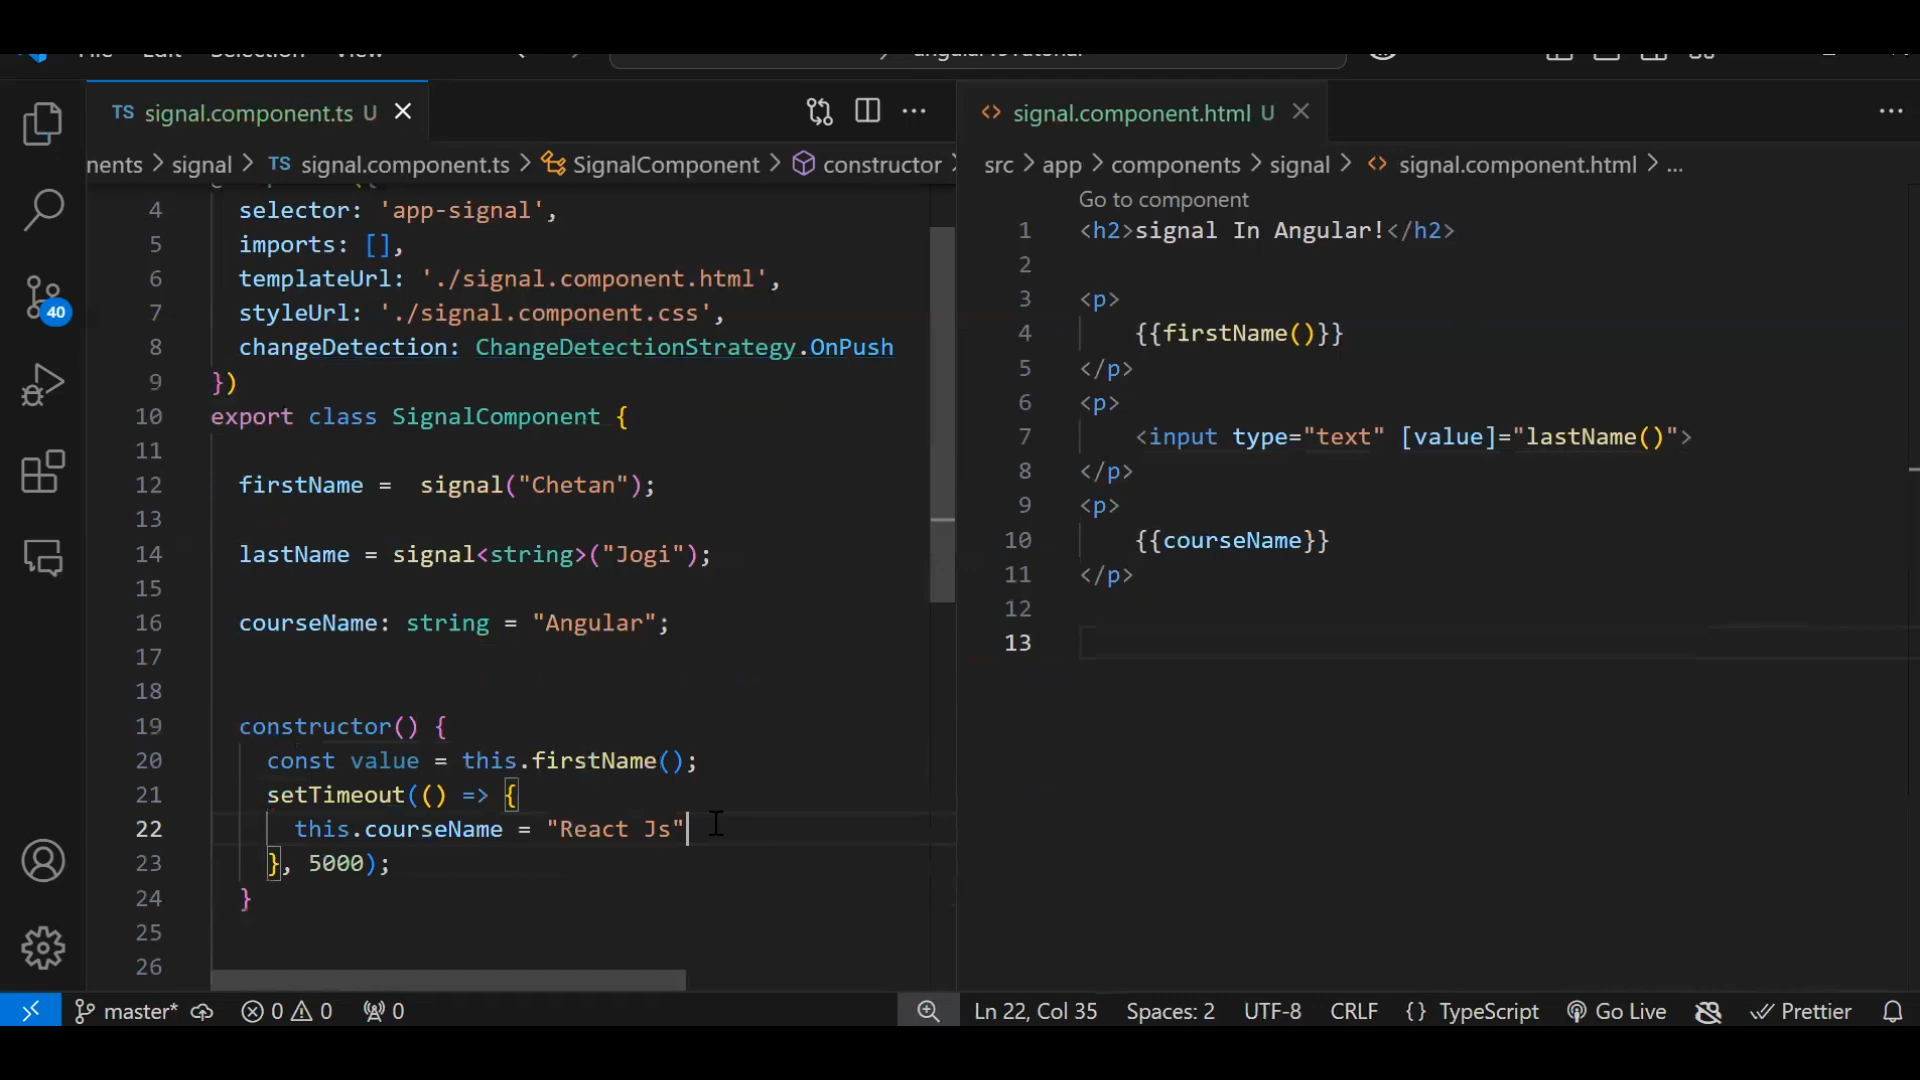 signal.component.ts U
signal.component.html U
nents > signal > TS signal.component.ts > SignalComponent > constructor >
src > app > components > signal > signal.component.html > ...
4 selector: 'app-signal',
5 imports: [],
6 templateUrl: './signal.component.html',
7 styleUrl: './signal.component.css',
8 changeDetection: ChangeDetectionStrategy.OnPush
9 })
10 export class SignalComponent {
11
12 firstName =  signal("Chetan");
13
14 lastName = signal<string>("Jogi");
15
16 courseName: string = "Angular";
17
18
19 constructor() {
20 const value = this.firstName();
21 setTimeout(() => {
22 this.courseName = "React Js"
23 }, 5000);
24 }
25
26
Go to component
1 <h2>signal In Angular!</h2>
2
3 <p>
4 {{firstName()}}
5 </p>
6 <p>
7 <input type="text" [value]="lastName()">
8 </p>
9 <p>
10 {{courseName}}
11 </p>
12
13
40
master* 0 0 0 Ln 22, Col 35 Spaces: 2 UTF-8 CRLF {} TypeScript Go Live Prettier